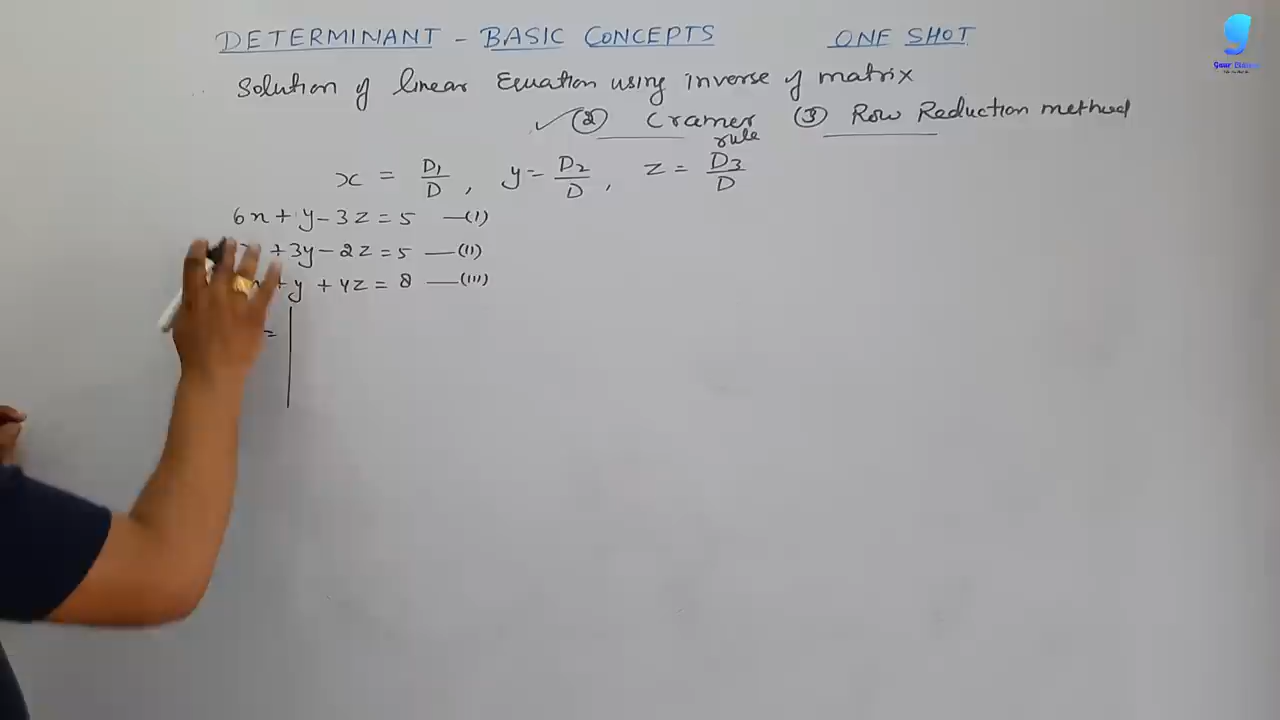 DETERMINANT - BASIC CONCEPTS ONE SHOT
Solution of linear Equation using inverse of matrix
✓ ② Cramer rule ③ Row Reduction method
x = D1/D , y = D2/D , z = D3/D
6x + y - 3z = 5 —(I)
+ 3y - 2z = 5 —(II)
+ y + 4z = 8 —(III)
= |